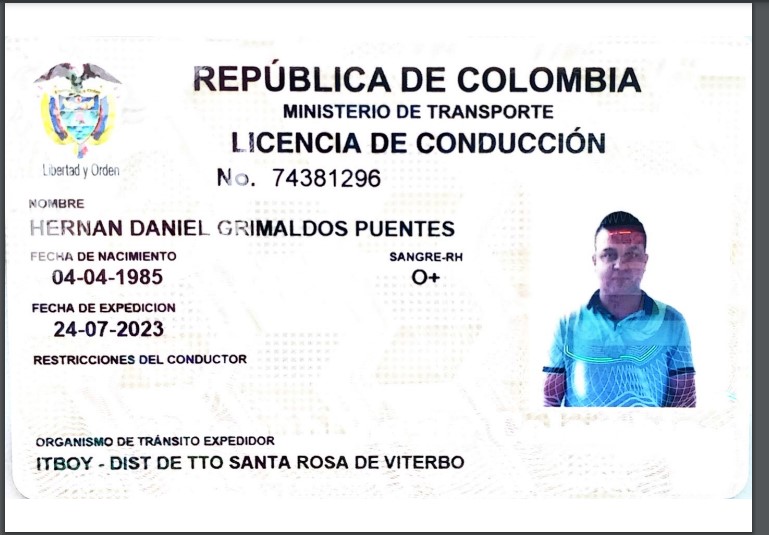 REPÚBLICA DE COLOMBIA
MINISTERIO DE TRANSPORTE
LICENCIA DE CONDUCCIÓN
Libertad y Orden
No. 74381296
NOMBRE
HERNAN DANIEL GRIMALDOS PUENTES
FECHA DE NACIMIENTO
04-04-1985
SANGRE-RH
O+
FECHA DE EXPEDICION
24-07-2023
RESTRICCIONES DEL CONDUCTOR
ORGANISMO DE TRÁNSITO EXPEDIDOR
ITBOY - DIST DE TTO SANTA ROSA DE VITERBO